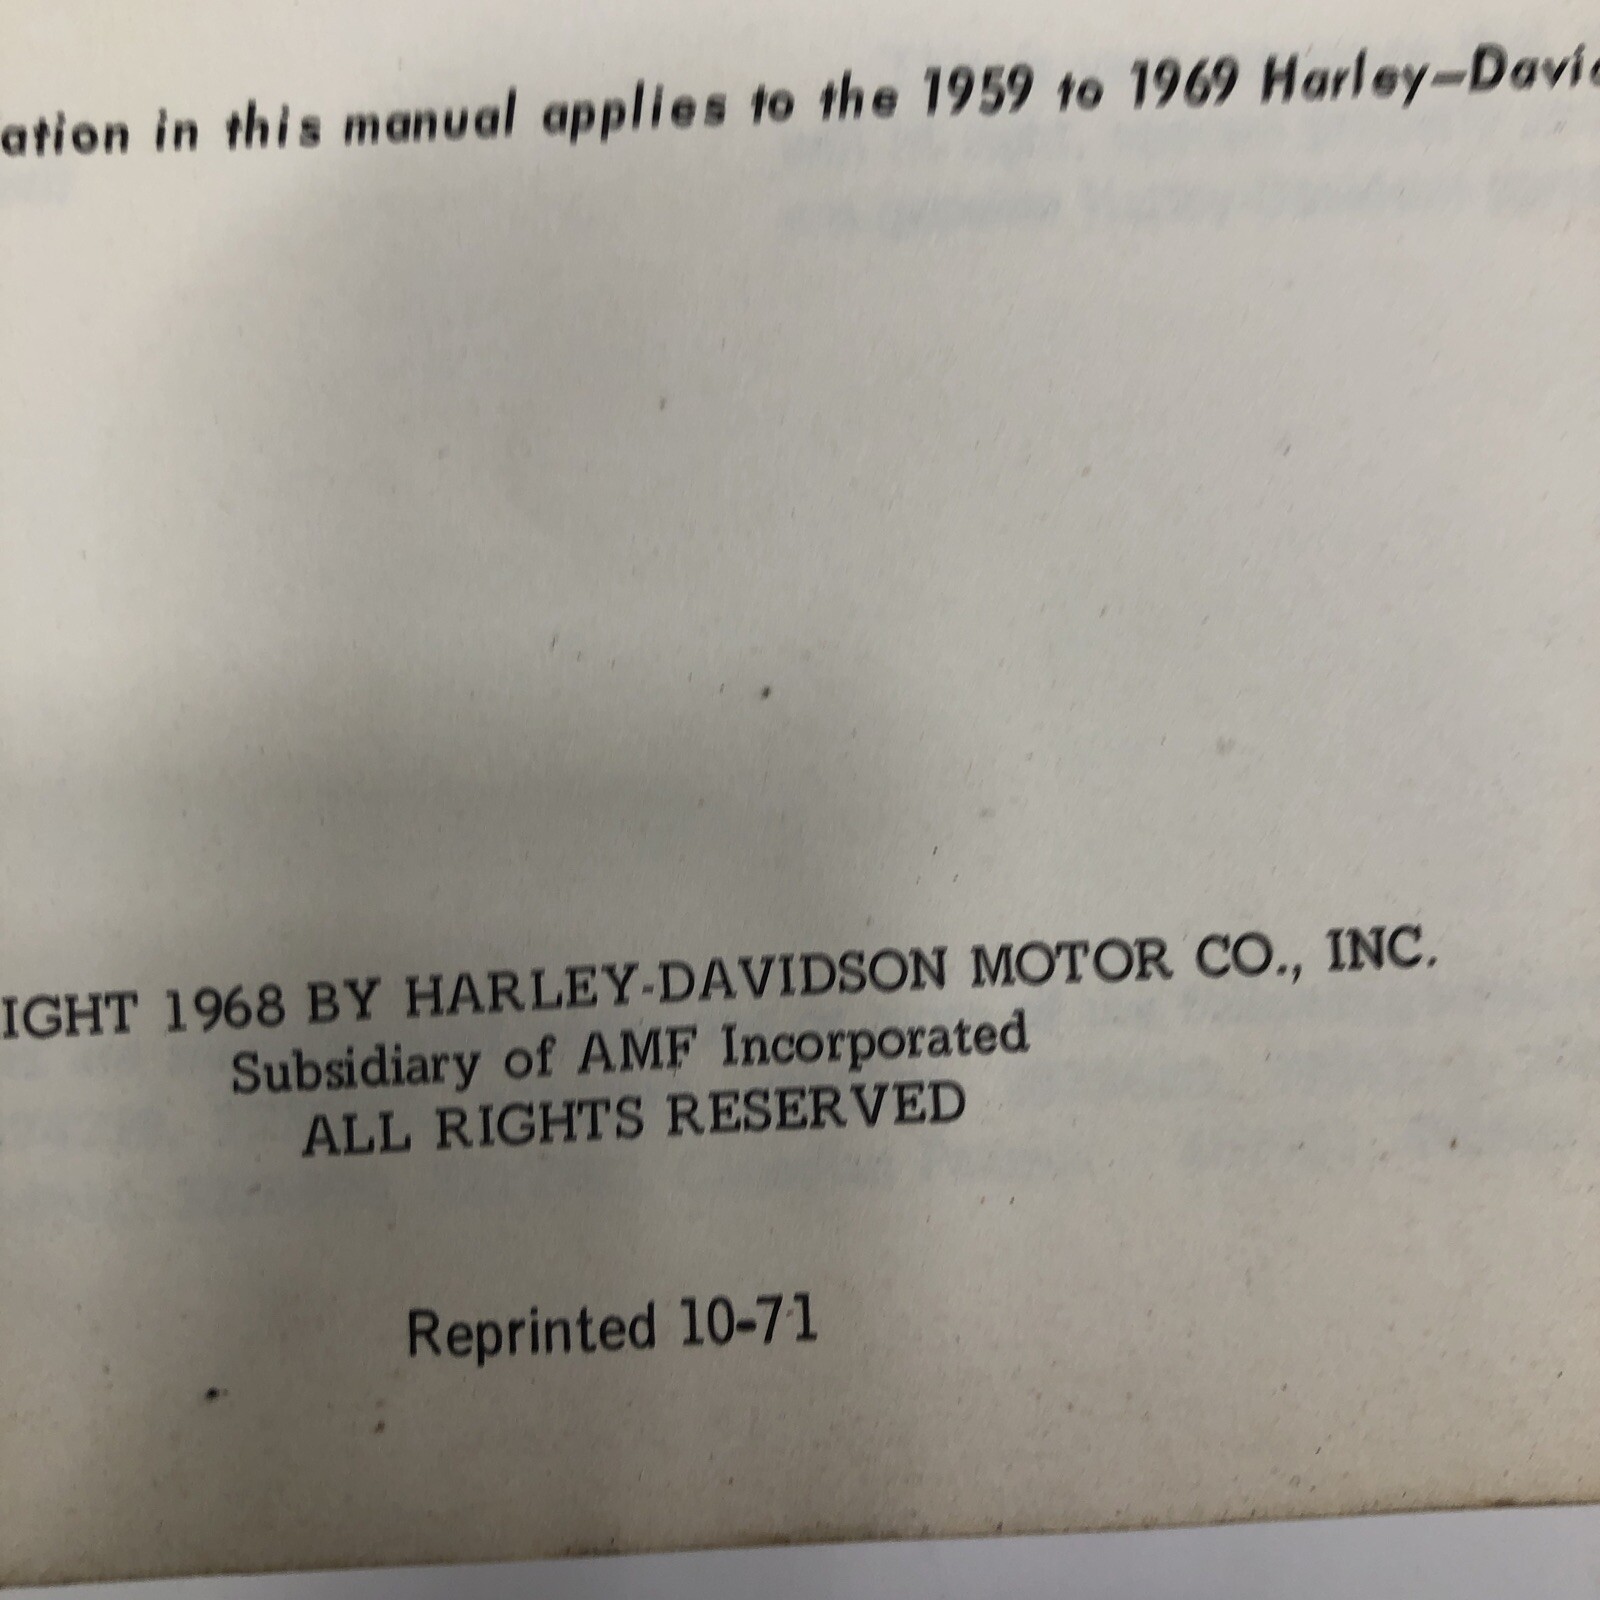 ation in this manual applies to the 1959 to 1969 Harley-Davi
IGHT 1968 BY HARLEY-DAVIDSON MOTOR CO., INC.
Subsidiary of AMF Incorporated
ALL RIGHTS RESERVED
Reprinted 10-71